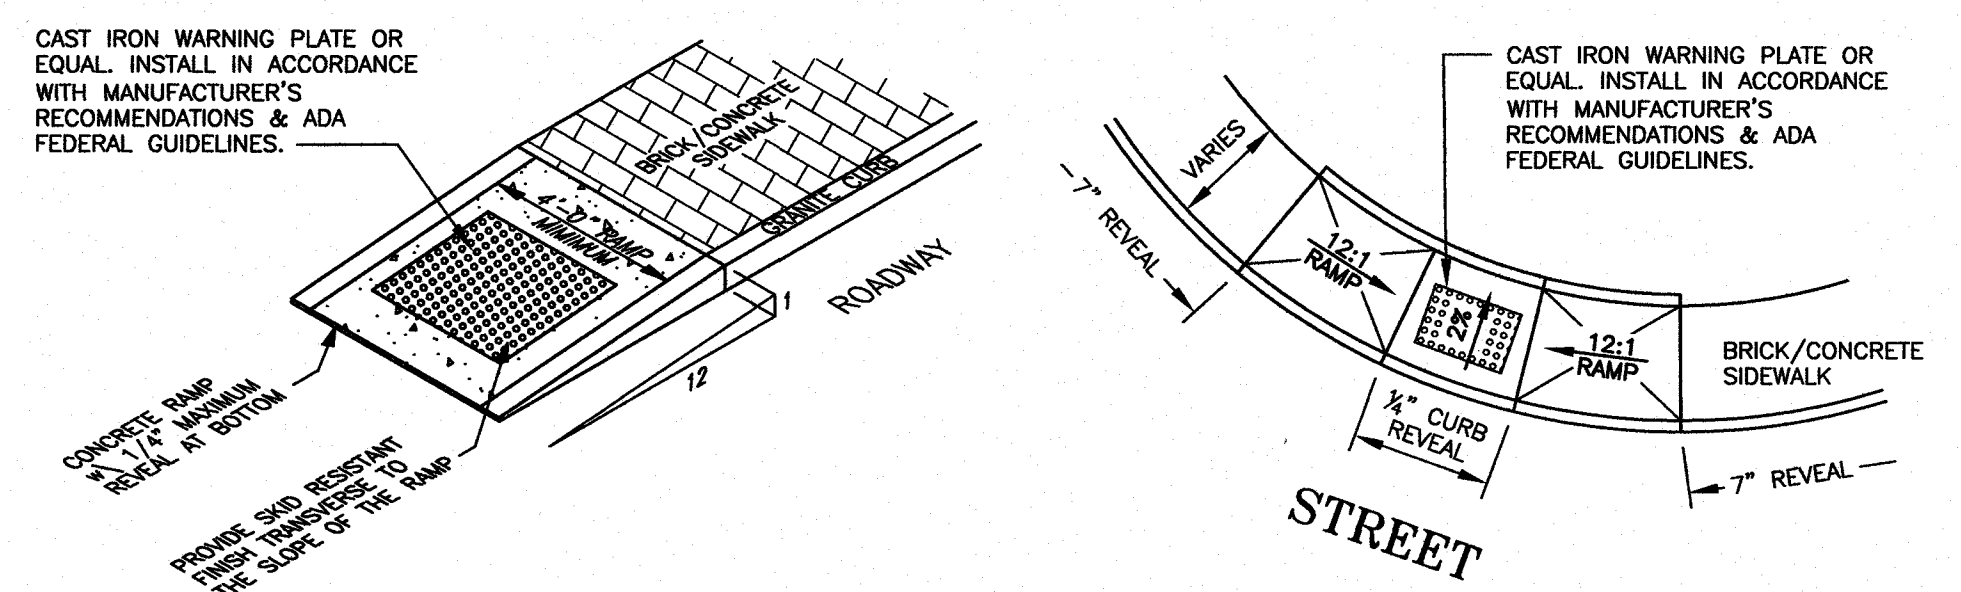 CAST IRON WARNING PLATE OR
EQUAL. INSTALL IN ACCORDANCE
WITH MANUFACTURER'S
RECOMMENDATIONS & ADA
FEDERAL GUIDELINES.
BRICK/CONCRETE
SIDEWALK
GRANITE CURB
4'-0" RAMP
MIMIMUM
ROADWAY
1
12
CONCRETE RAMP
w\ 1/4" MAXIMUM
REVEAL AT BOTTOM
PROVIDE SKID RESISTANT
FINISH TRANSVERSE TO
THE SLOPE OF THE RAMP
CAST IRON WARNING PLATE OR
EQUAL. INSTALL IN ACCORDANCE
WITH MANUFACTURER'S
RECOMMENDATIONS & ADA
FEDERAL GUIDELINES.
VARIES
7" REVEAL
12:1
RAMP
2%
12:1
RAMP
BRICK/CONCRETE
SIDEWALK
1/4" CURB
REVEAL
7" REVEAL
STREET